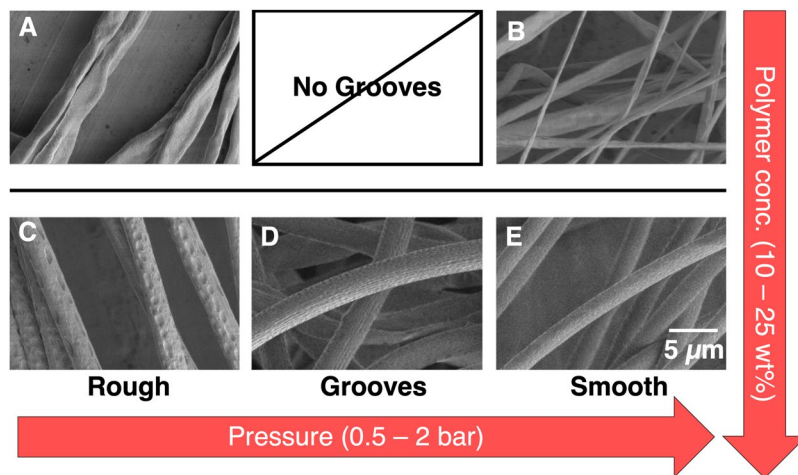 A
No Grooves
B
Polymer conc. (10 – 25 wt%)
C
D
E
5 µm
Rough
Grooves
Smooth
Pressure (0.5 – 2 bar)